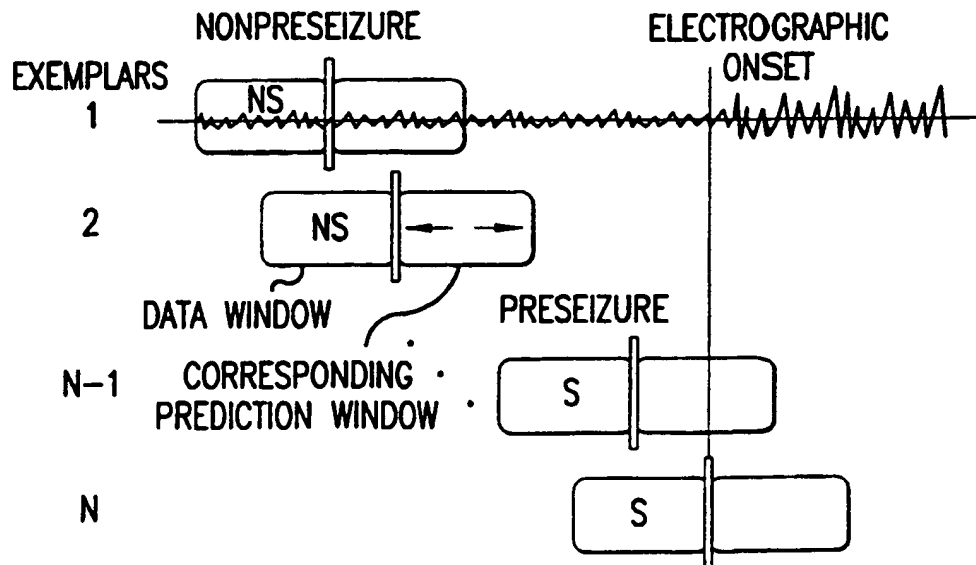 NONPRESEIZURE
ELECTROGRAPHIC
ONSET
EXEMPLARS
1
NS
2
NS
DATA WINDOW
PRESEIZURE
N-1
CORRESPONDING
PREDICTION WINDOW
S
N
S